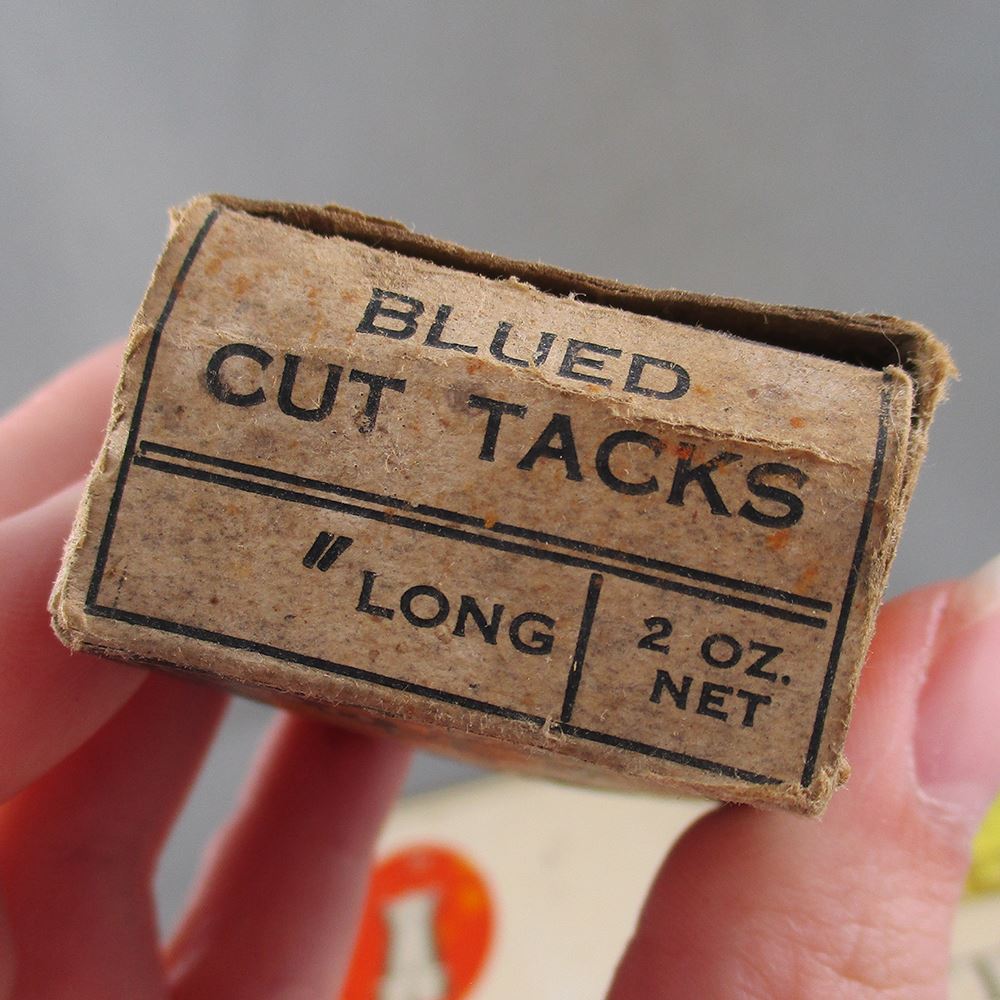 BLUED
CUT TACKS
" LONG
2 OZ.
NET